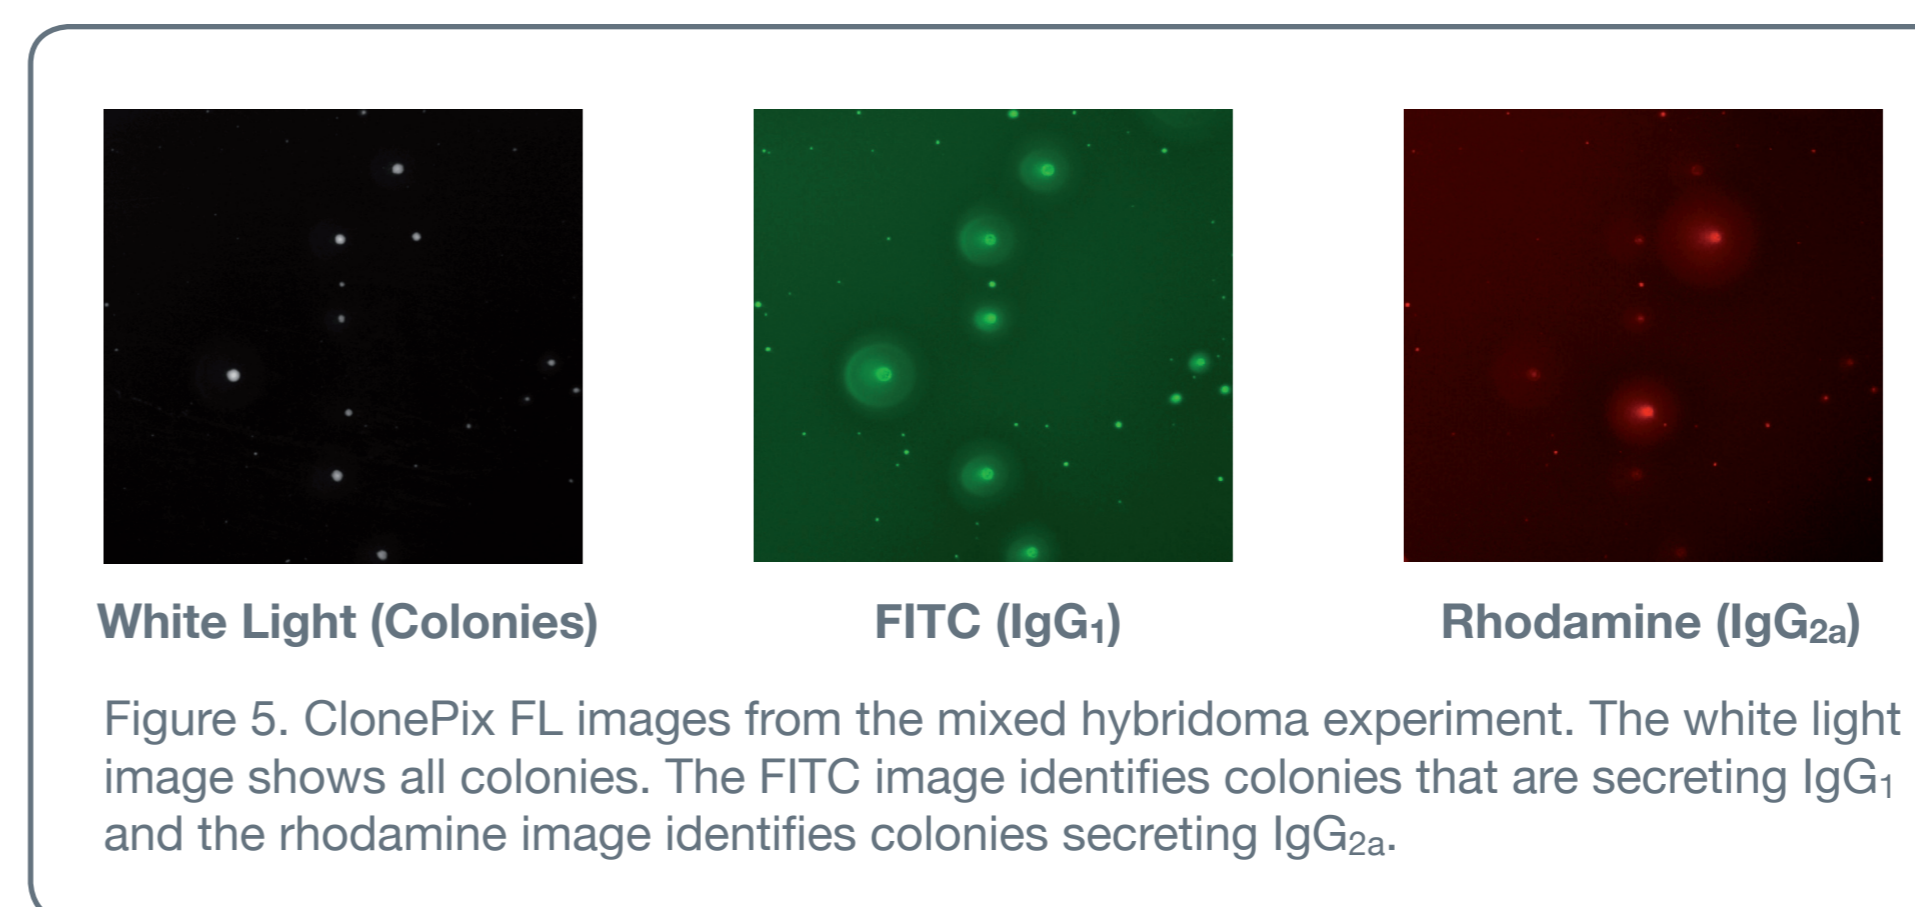 White Light (Colonies)
FITC (IgG₁)
Rhodamine (IgG₂ₐ)
Figure 5. ClonePix FL images from the mixed hybridoma experiment. The white light
image shows all colonies. The FITC image identifies colonies that are secreting IgG₁
and the rhodamine image identifies colonies secreting IgG₂ₐ.